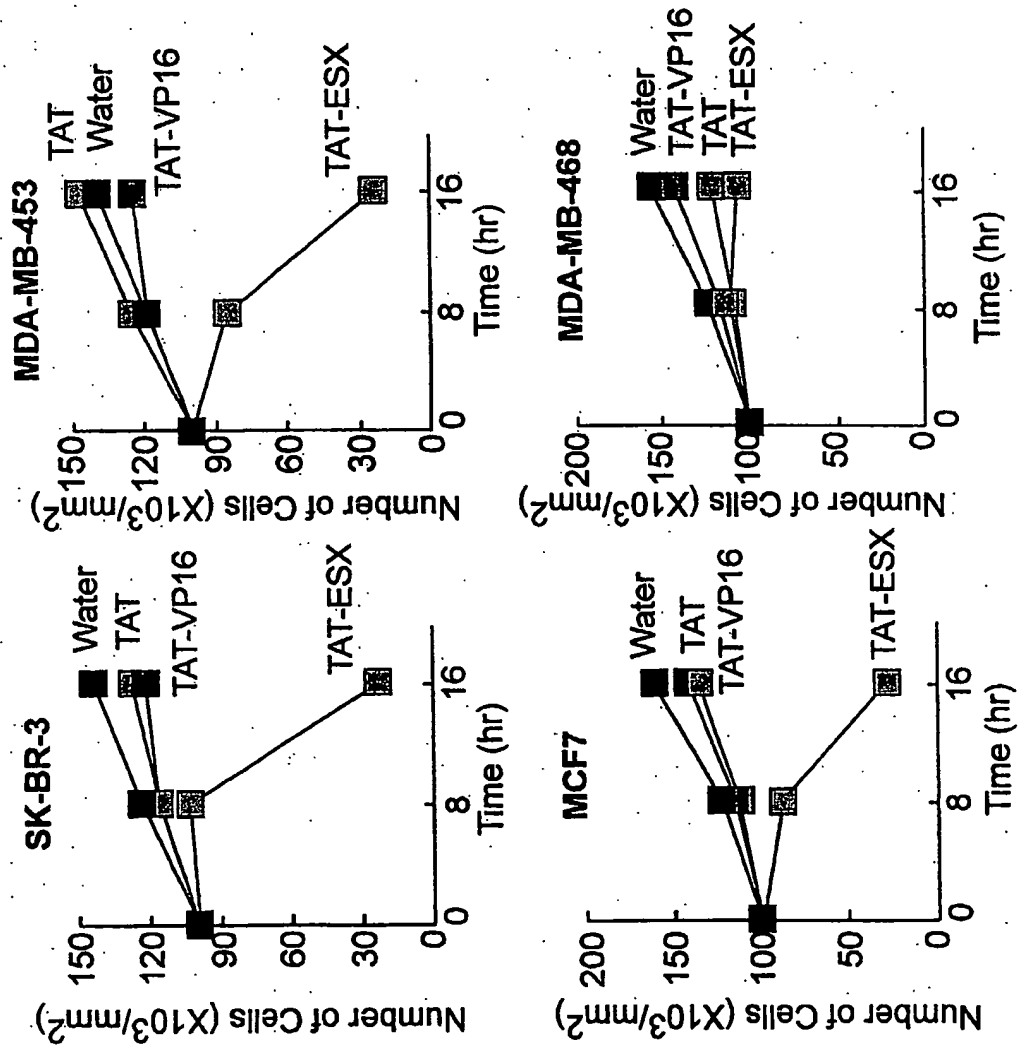 SK-BR-3
Number of Cells (X10³/mm²)
150
120
90
60
30
0
Water
TAT
TAT-VP16
TAT-ESX
0 8 16
Time (hr)
MDA-MB-453
Number of Cells (X10³/mm²)
150
120
90
60
30
0
TAT
Water
TAT-VP16
TAT-ESX
0 8 16
Time (hr)
MCF7
Number of Cells (X10³/mm²)
200
150
100
50
0
Water
TAT
TAT-VP16
TAT-ESX
0 8 16
Time (hr)
MDA-MB-468
Number of Cells (X10³/mm²)
200
150
100
50
0
Water
TAT-VP16
TAT
TAT-ESX
0 8 16
Time (hr)